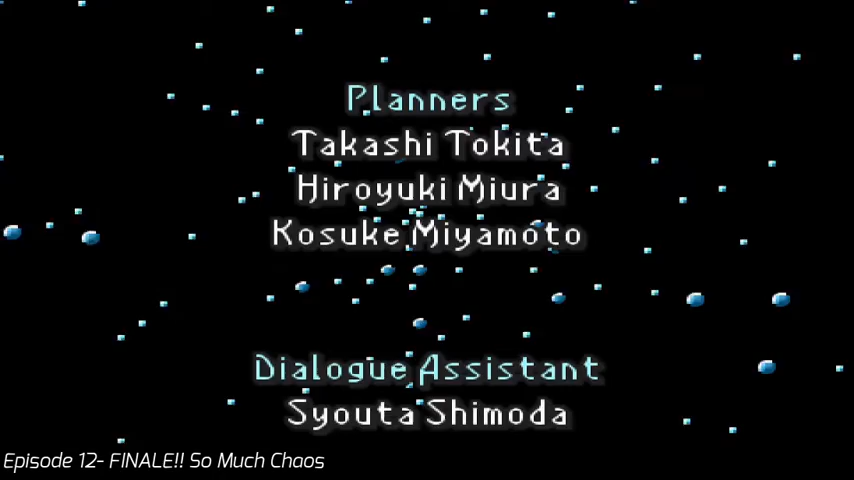 Planners
Takashi Tokita
Hiroyuki Miura
Kosuke Miyamoto
Dialogue Assistant
Syouta Shimoda
Episode 12- FINALE!! So Much Chaos